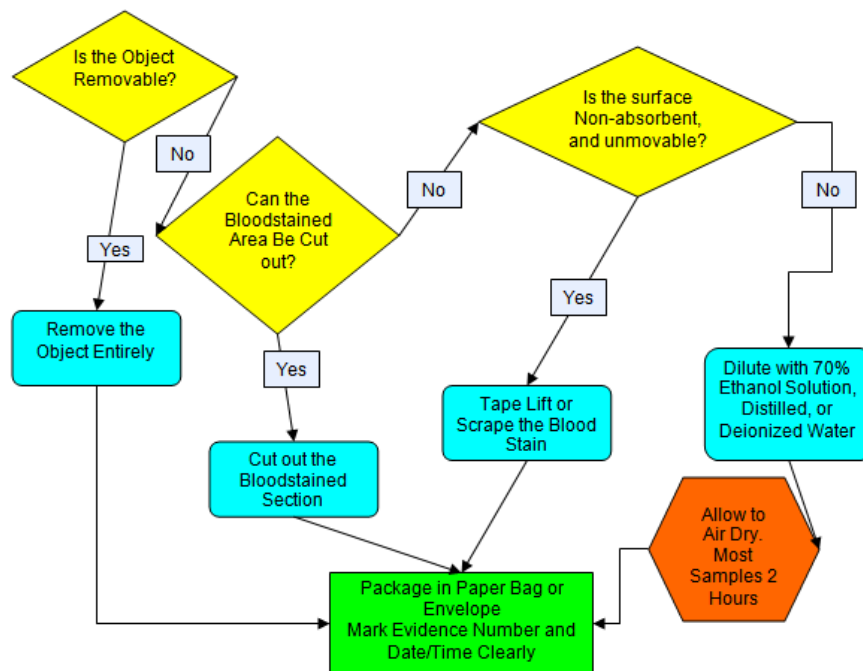 Is the Object
Removable?
No
Yes
Remove the
Object Entirely
Can the
Bloodstained
Area Be Cut
out?
No
Yes
Cut out the
Bloodstained
Section
Is the surface
Non-absorbent,
and unmovable?
Yes
No
Tape Lift or
Scrape the Blood
Stain
Dilute with 70%
Ethanol Solution,
Distilled, or
Deionized Water
Allow to
Air Dry.
Most
Samples 2
Hours
Package in Paper Bag or
Envelope
Mark Evidence Number and
Date/Time Clearly